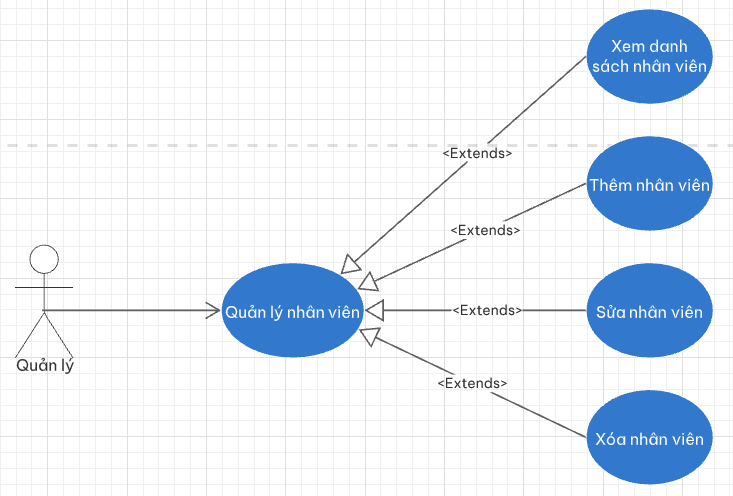 Xem danh
sách nhân viên
<Extends>
Thêm nhân viên
<Extends>
Quản lý
Quản lý nhân viên
<Extends>
Sửa nhân viên
<Extends>
Xóa nhân viên